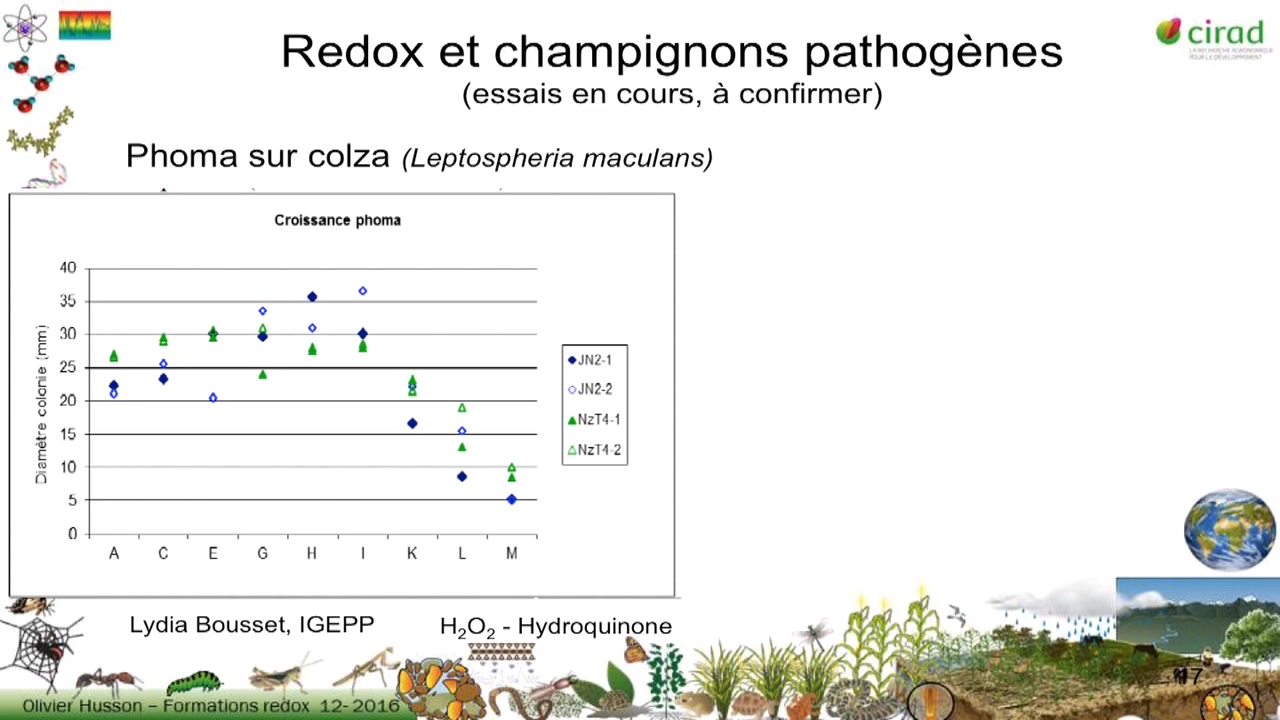 cirad
LA RECHERCHE AGRONOMIQUE
POUR LE DÉVELOPPEMENT
Redox et champignons pathogènes
(essais en cours, à confirmer)
Phoma sur colza (Leptospheria maculans)
Croissance phoma
Diamètre colonie (mm)
40
35
30
25
20
15
10
5
0
A C E G H I K L M
JN2-1
JN2-2
NzT4-1
NzT4-2
Lydia Bousset, IGEPP
H₂O₂ - Hydroquinone
Olivier Husson – Formations redox 12- 2016
17